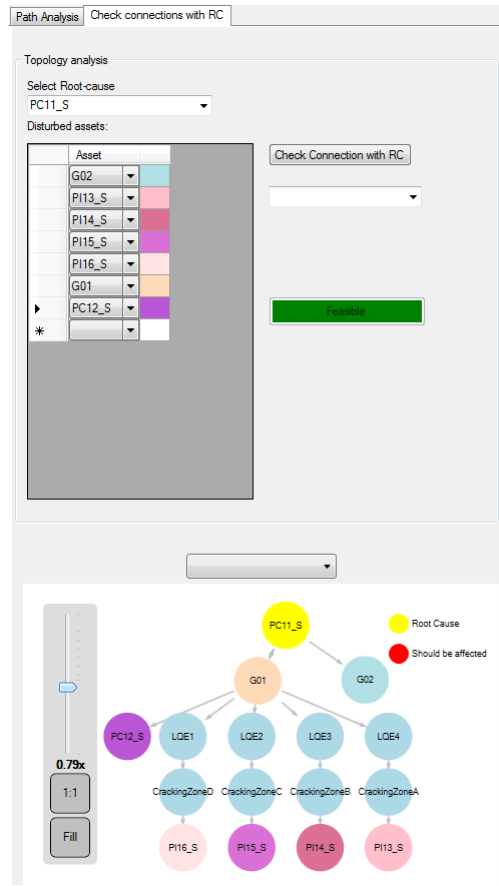 Path Analysis Check connections with RC
Topology analysis
Select Root-cause
PC11_S
Disturbed assets:
Asset
Check Connection with RC
G02
PI13_S
PI14_S
PI15_S
PI16_S
G01
PC12_S
Feasible
PC11_S
Root Cause
Should be affected
G01
G02
PC12_S LQE1 LQE2 LQE3 LQE4
0.79x
1:1
CrackingZoneD CrackingZoneC CrackingZoneB CrackingZoneA
Fill
PI16_S PI15_S PI14_S PI13_S